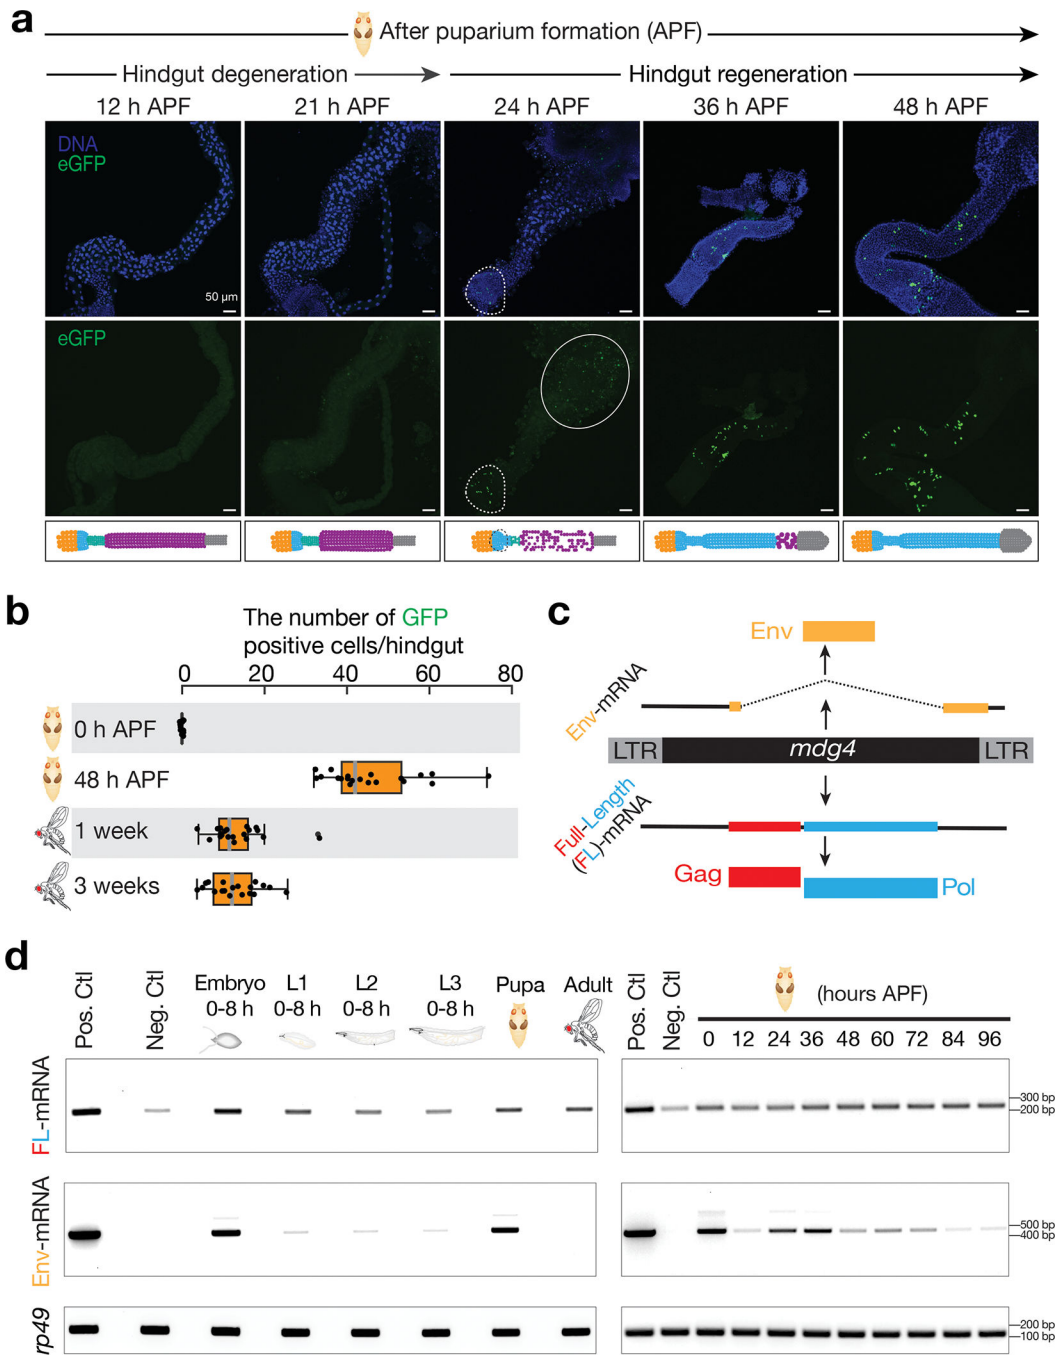 a
After puparium formation (APF)
Hindgut degeneration
Hindgut regeneration
12 h APF
21 h APF
24 h APF
36 h APF
48 h APF
DNA
eGFP
50 μm
eGFP
b
The number of GFP
positive cells/hindgut
0 20 40 60 80
0 h APF
48 h APF
1 week
3 weeks
c
Env
Env-mRNA
LTR mdg4 LTR
Full-Length
(FL)-mRNA
Gag
Pol
d
Pos. Ctl
Neg. Ctl
Embryo
0-8 h
L1
0-8 h
L2
0-8 h
L3
0-8 h
Pupa
Adult
Pos. Ctl
Neg. Ctl
(hours APF)
0 12 24 36 48 60 72 84 96
FL-mRNA
300 bp
200 bp
Env-mRNA
500 bp
400 bp
rp49
200 bp
100 bp